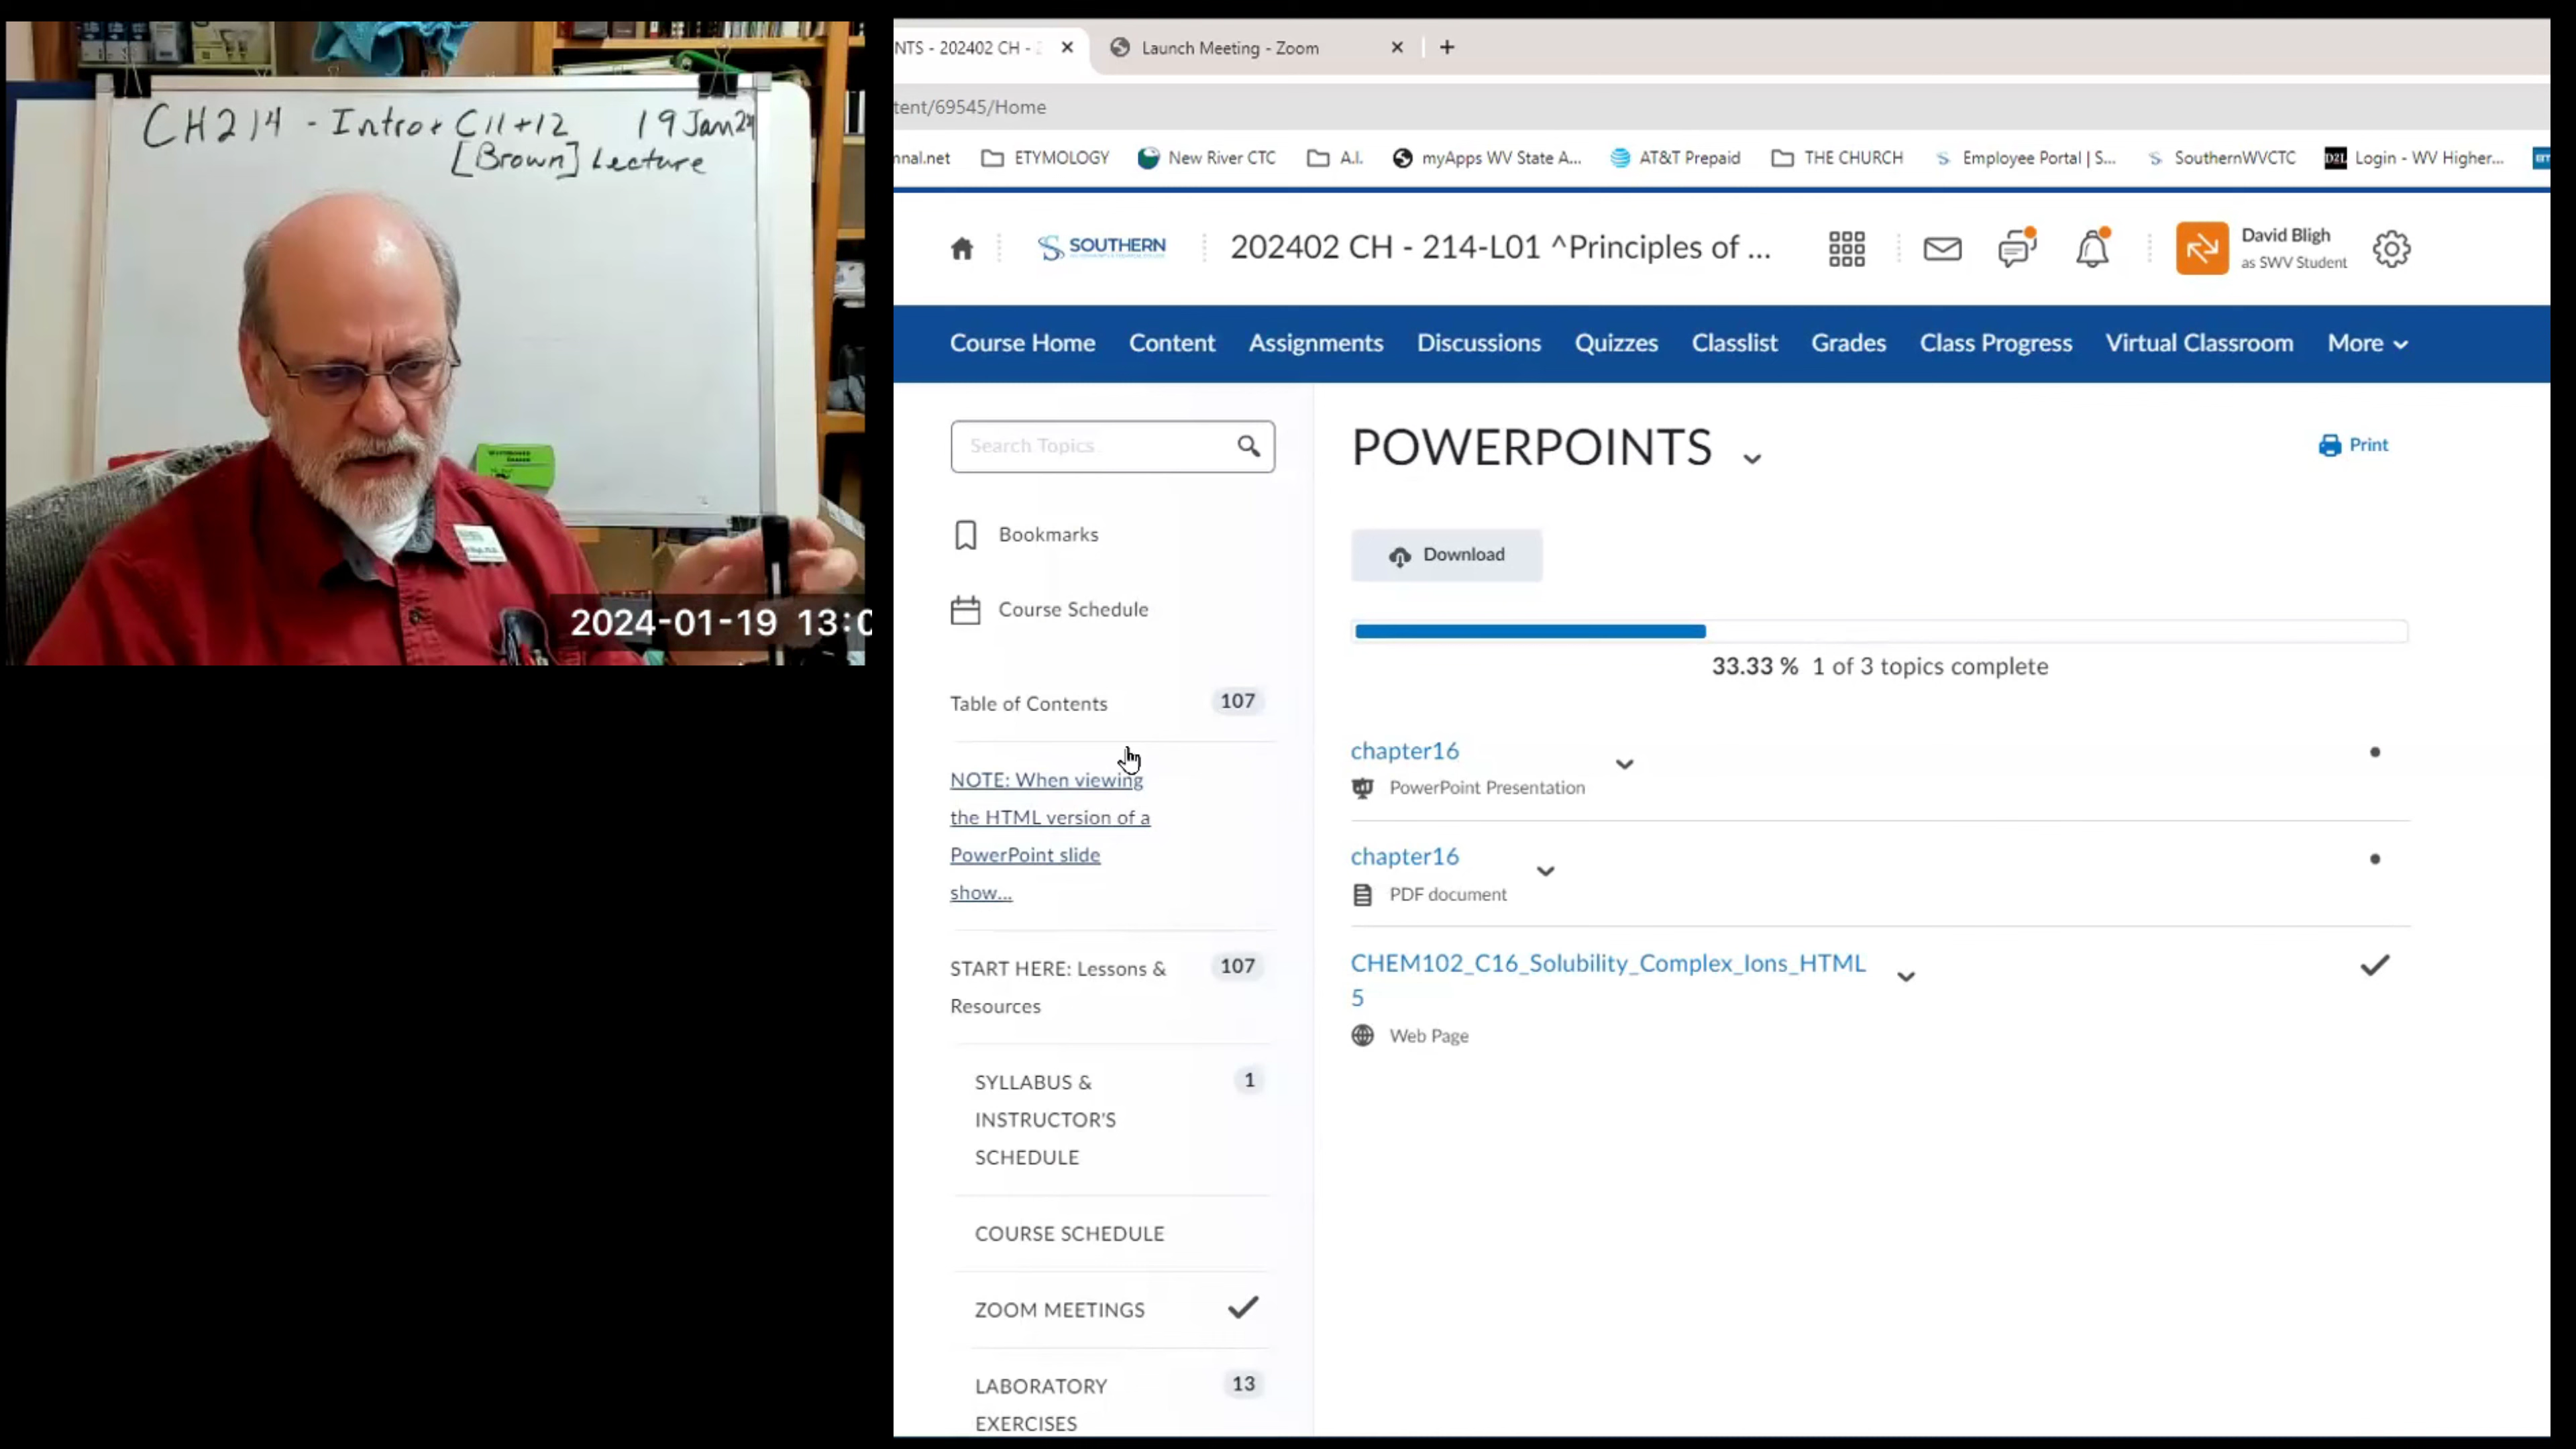 CH214 - Intro + C11+12 19 Jan24
[Brown] Lecture
2024-01-19 13:0
NTS - 202402 CH -
Launch Meeting - Zoom
tent/69545/Home
nnal.net
ETYMOLOGY
New River CTC
A.I.
myApps WV State A...
AT&T Prepaid
THE CHURCH
Employee Portal | S...
SouthernWVCTC
D2L
Login - WV Higher...
SOUTHERN
202402 CH - 214-L01 ^Principles of ...
David Bligh
as SWV Student
Course Home Content Assignments Discussions Quizzes Classlist Grades Class Progress Virtual Classroom More
Search Topics
Bookmarks
Course Schedule
Table of Contents 107
NOTE: When viewing
the HTML version of a
PowerPoint slide
show...
START HERE: Lessons & 107
Resources
SYLLABUS & 1
INSTRUCTOR'S
SCHEDULE
COURSE SCHEDULE
ZOOM MEETINGS
LABORATORY 13
EXERCISES
POWERPOINTS
Print
Download
33.33 % 1 of 3 topics complete
chapter16
PowerPoint Presentation
chapter16
PDF document
CHEM102_C16_Solubility_Complex_Ions_HTML
5
Web Page